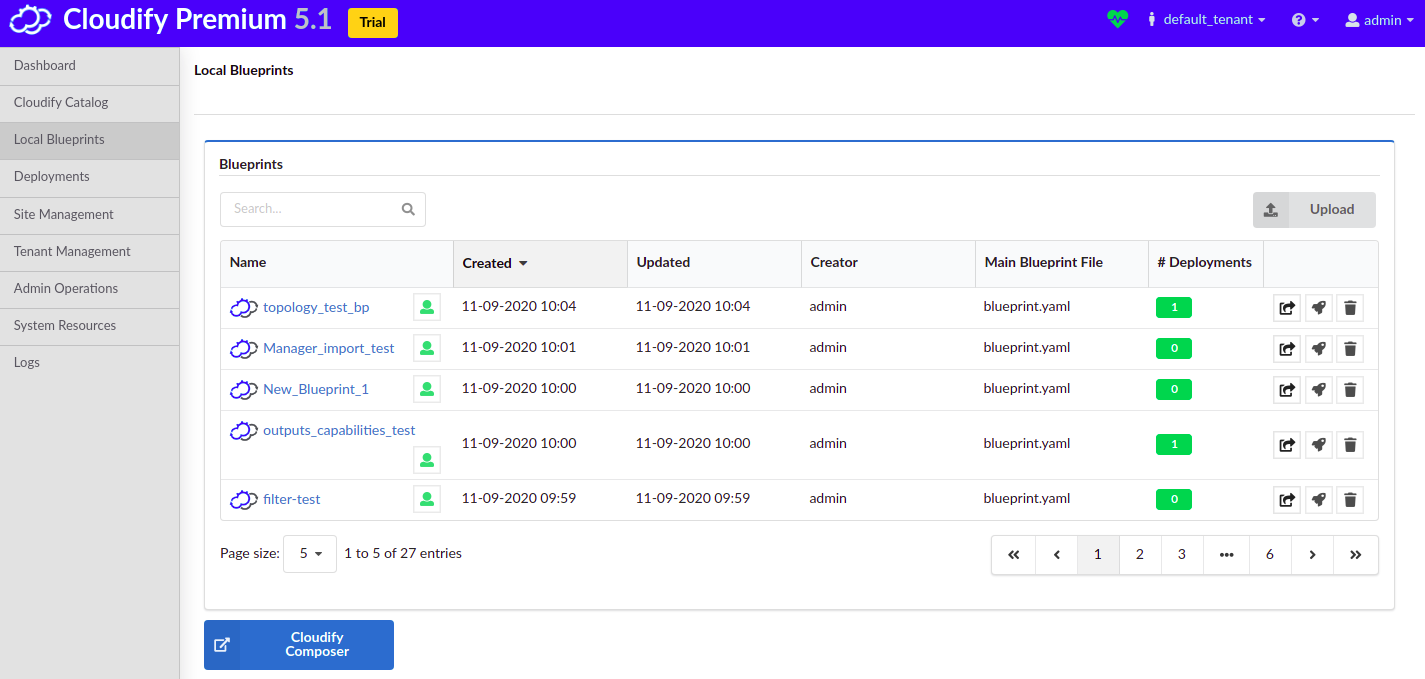 Cloudify Premium 5.1 Trial default_tenant admin
Dashboard
Cloudify Catalog
Local Blueprints
Deployments
Site Management
Tenant Management
Admin Operations
System Resources
Logs
Local Blueprints
Blueprints
Search... Upload
Name Created Updated Creator Main Blueprint File # Deployments
topology_test_bp 11-09-2020 10:04 11-09-2020 10:04 admin blueprint.yaml 1
Manager_import_test 11-09-2020 10:01 11-09-2020 10:01 admin blueprint.yaml 0
New_Blueprint_1 11-09-2020 10:00 11-09-2020 10:00 admin blueprint.yaml 0
outputs_capabilities_test 11-09-2020 10:00 11-09-2020 10:00 admin blueprint.yaml 1
filter-test 11-09-2020 09:59 11-09-2020 09:59 admin blueprint.yaml 0
Page size: 5 1 to 5 of 27 entries « ‹ 1 2 3 ••• 6 › »
Cloudify
Composer